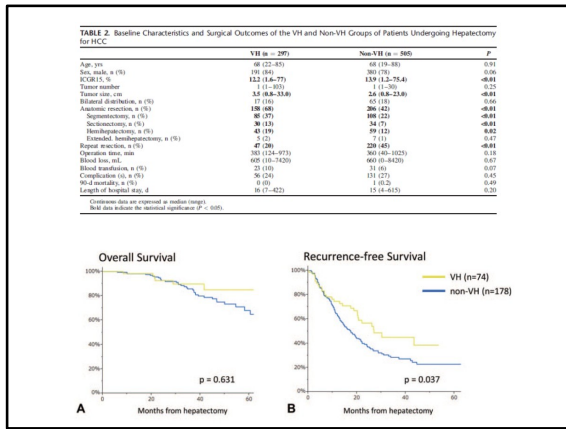 TABLE 2. Baseline Characteristics and Surgical Outcomes of the VH and Non-VH Groups of Patients Undergoing Hepatectomy
for HCC
VH (n = 297) Non-VH (n = 505) P
Age, yrs 68 (22–85) 68 (19–88) 0.91
Sex, male, n (%) 191 (84) 380 (78) 0.06
ICGR15, % 12.2 (1.6–77) 13.9 (1.2–75.4) <0.01
Tumor number 1 (1–103) 1 (1–30) 0.25
Tumor size, cm 3.5 (0.8–33.0) 2.6 (0.8–23.0) <0.01
Bilateral distribution, n (%) 17 (16) 65 (18) 0.66
Anatomic resection, n (%) 158 (68) 206 (42) <0.01
Segmentectomy, n (%) 85 (37) 108 (22) <0.01
Sectionectomy, n (%) 30 (13) 34 (7) <0.01
Hemihepatectomy, n (%) 43 (19) 59 (12) 0.02
Extended, hemihepatectomy, n (%) 5 (2) 7 (1) 0.47
Repeat resection, n (%) 47 (20) 220 (45) <0.01
Operation time, min 383 (124–973) 360 (40–1025) 0.18
Blood loss, mL 605 (10–7420) 660 (0–8420) 0.67
Blood transfusion, n (%) 23 (10) 31 (6) 0.07
Complication (s), n (%) 56 (24) 131 (27) 0.45
90-d mortality, n (%) 0 (0) 1 (0.2) 0.49
Length of hospital stay, d 16 (7–422) 15 (4–615) 0.20
Continuous data are expressed as median (range).
Bold data indicate the statistical significance (P < 0.05).
Overall Survival
100%
80%
60%
40%
20%
0%
0 20 40 60
p = 0.631
A
Months from hepatectomy
Recurrence-free Survival
100%
80%
60%
40%
20%
0%
0 20 40 60
p = 0.037
B
Months from hepatectomy
VH (n=74)
non-VH (n=178)